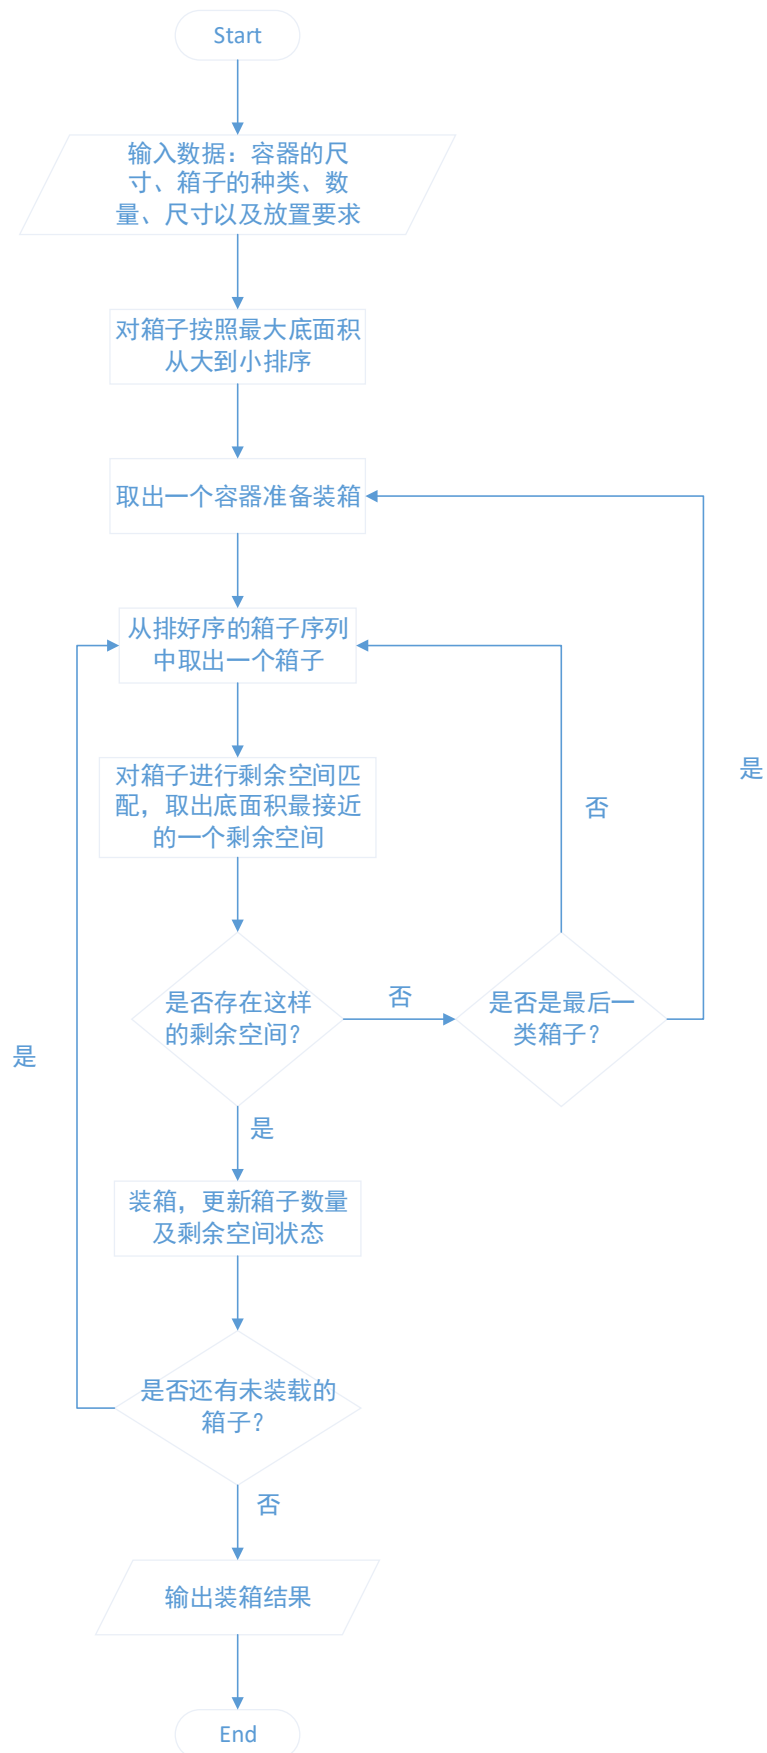 Start
输入数据：容器的尺
寸、箱子的种类、数
量、尺寸以及放置要求
对箱子按照最大底面积
从大到小排序
取出一个容器准备装箱
从排好序的箱子序列
中取出一个箱子
对箱子进行剩余空间匹
配，取出底面积最接近
的一个剩余空间
是
否
是否存在这样
的剩余空间？
否
是否是最后一
类箱子？
是
是
装箱，更新箱子数量
及剩余空间状态
是否还有未装载的
箱子？
否
输出装箱结果
End